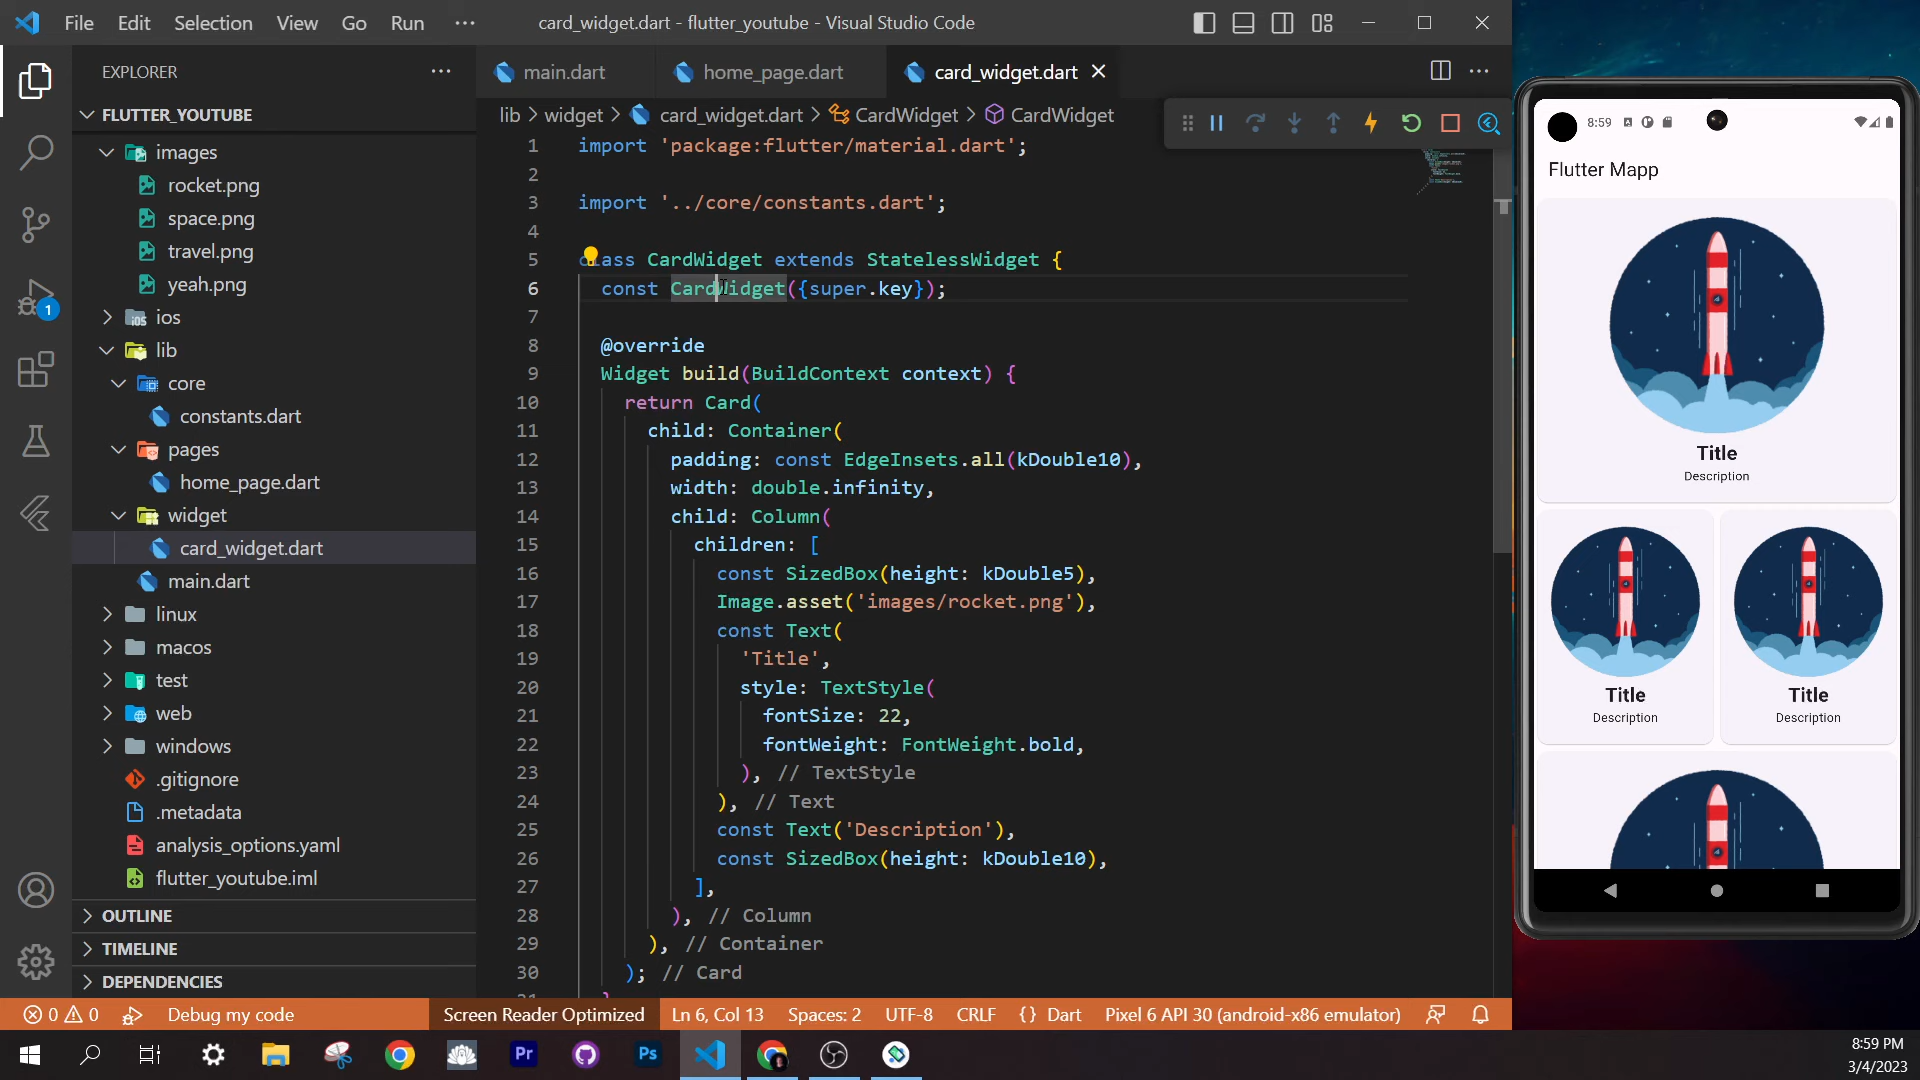 File Edit Selection View Go Run ···
card_widget.dart - flutter_youtube - Visual Studio Code
EXPLORER
FLUTTER_YOUTUBE
images
rocket.png
space.png
travel.png
yeah.png
ios
lib
core
constants.dart
pages
home_page.dart
widget
card_widget.dart
main.dart
linux
macos
test
web
windows
.gitignore
.metadata
analysis_options.yaml
flutter_youtube.iml
OUTLINE
TIMELINE
DEPENDENCIES
1
main.dart home_page.dart card_widget.dart
lib > widget > card_widget.dart > CardWidget > CardWidget
1 import 'package:flutter/material.dart';
2
3 import '../core/constants.dart';
4
5 class CardWidget extends StatelessWidget {
6 const CardWidget({super.key});
7
8 @override
9 Widget build(BuildContext context) {
10 return Card(
11 child: Container(
12 padding: const EdgeInsets.all(kDouble10),
13 width: double.infinity,
14 child: Column(
15 children: [
16 const SizedBox(height: kDouble5),
17 Image.asset('images/rocket.png'),
18 const Text(
19 'Title',
20 style: TextStyle(
21 fontSize: 22,
22 fontWeight: FontWeight.bold,
23 ), // TextStyle
24 ), // Text
25 const Text('Description'),
26 const SizedBox(height: kDouble10),
27 ],
28 ), // Column
29 ), // Container
30 ); // Card
8:59
Flutter Mapp
Title
Description
Title Title
Description Description
0 0 Debug my code Screen Reader Optimized Ln 6, Col 13 Spaces: 2 UTF-8 CRLF {} Dart Pixel 6 API 30 (android-x86 emulator)
Pr Ps
8:59 PM
3/4/2023